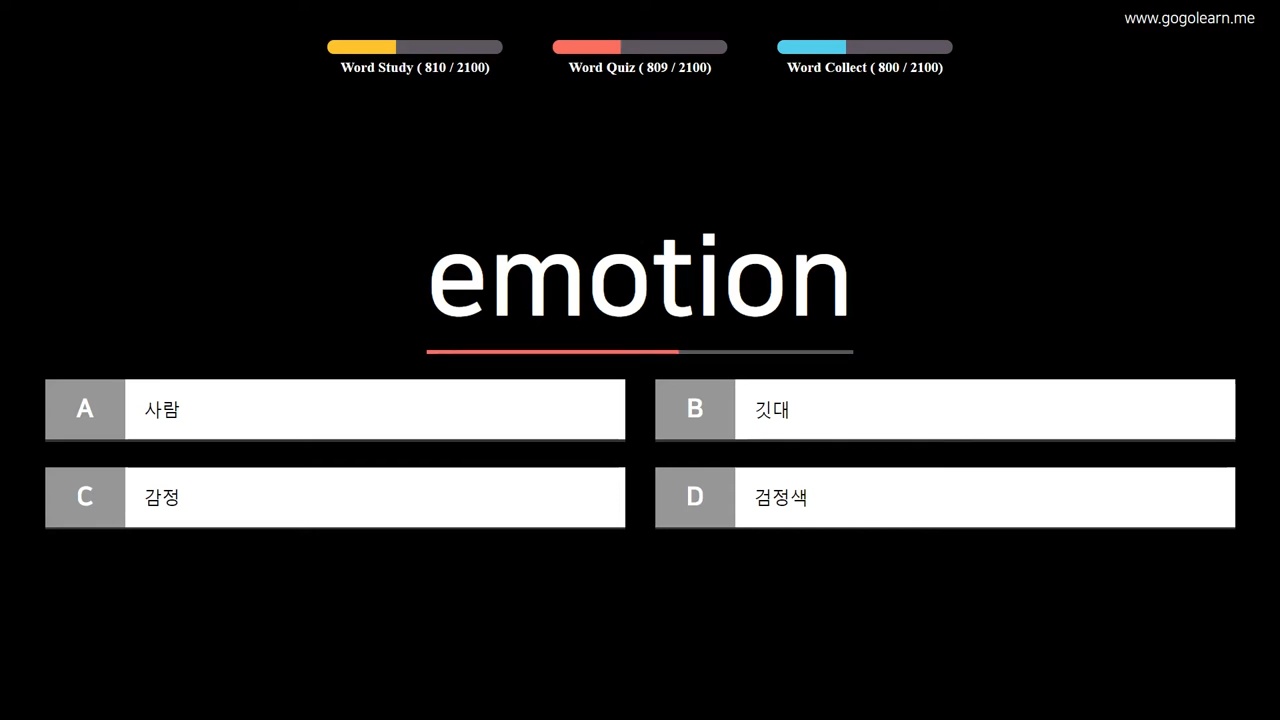 www.gogolearn.me
Word Study ( 810 / 2100)
Word Quiz ( 809 / 2100)
Word Collect ( 800 / 2100)
emotion
A 사람
B 깃대
C 감정
D 검정색